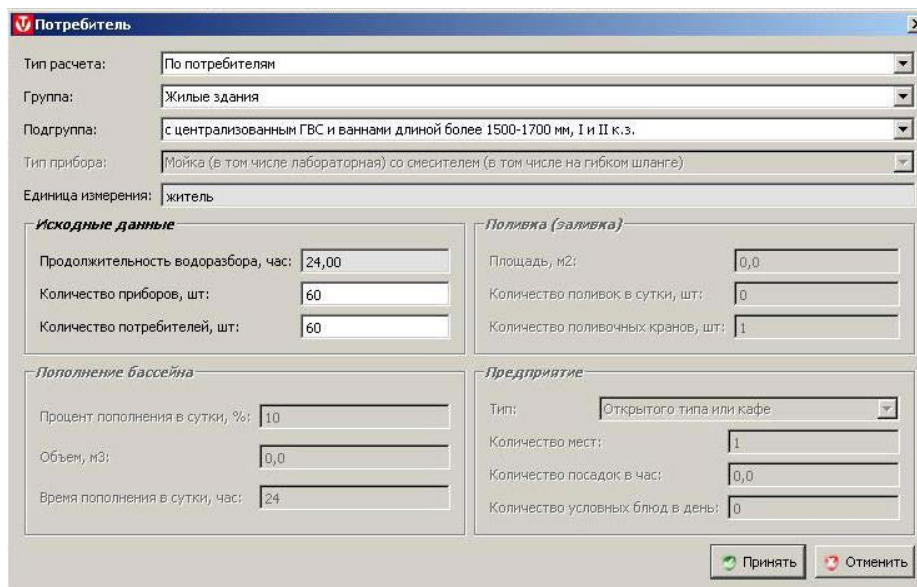 Потребитель
Тип расчета: По потребителям
Группа: Жилые здания
Подгруппа: с централизованным ГВС и ваннами длиной более 1500-1700 мм, I и II к.з.
Тип прибора: Мойка (в том числе лабораторная) со смесителем (в том числе на гибком шланге)
Единица измерения: житель
Исходные данные
Продолжительность водоразбора, час: 24,00
Количество приборов, шт: 60
Количество потребителей, шт: 60
Поливка (заливка)
Площадь, м2: 0,0
Количество поливок в сутки, шт: 0
Количество поливочных кранов, шт: 1
Пополнение бассейна
Процент пополнения в сутки, %: 10
Объем, м3: 0,0
Время пополнения в сутки, час: 24
Предприятие
Тип: Открытого типа или кафе
Количество мест: 1
Количество посадок в час: 0,0
Количество условных блюд в день: 0
Принять Отменить